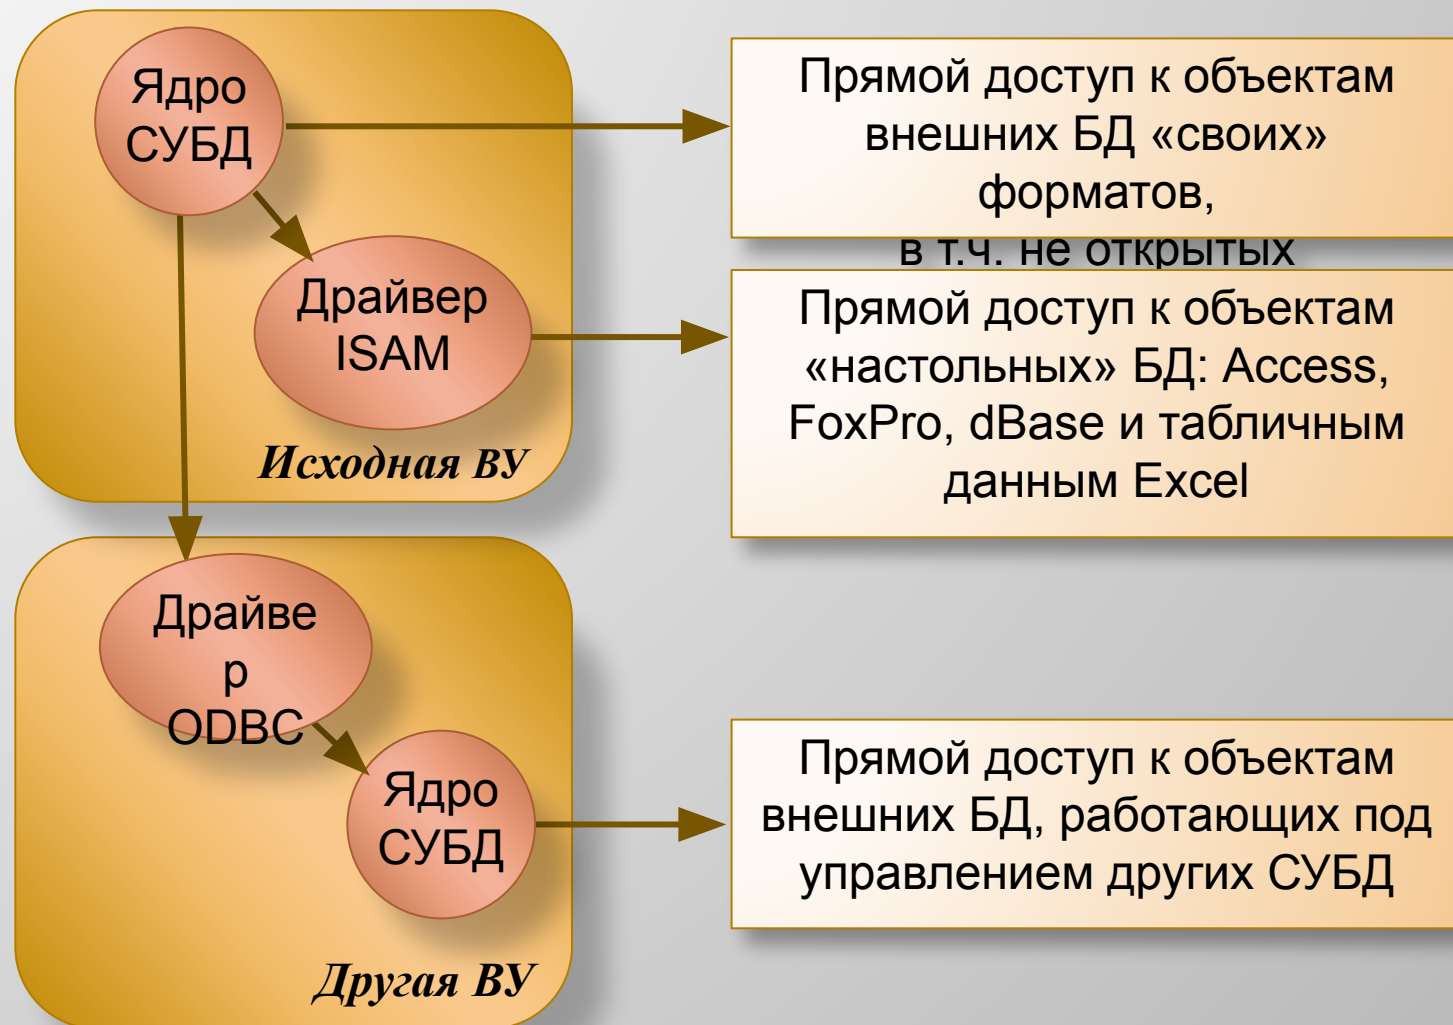 Ядро
СУБД
Драйвер
ISAM
Исходная ВУ
Прямой доступ к объектам
внешних БД «своих»
форматов,
в т.ч. не открытых
Прямой доступ к объектам
«настольных» БД: Access,
FoxPro, dBase и табличным
данным Excel
Драйве
р
ODBC
Ядро
СУБД
Другая ВУ
Прямой доступ к объектам
внешних БД, работающих под
управлением других СУБД